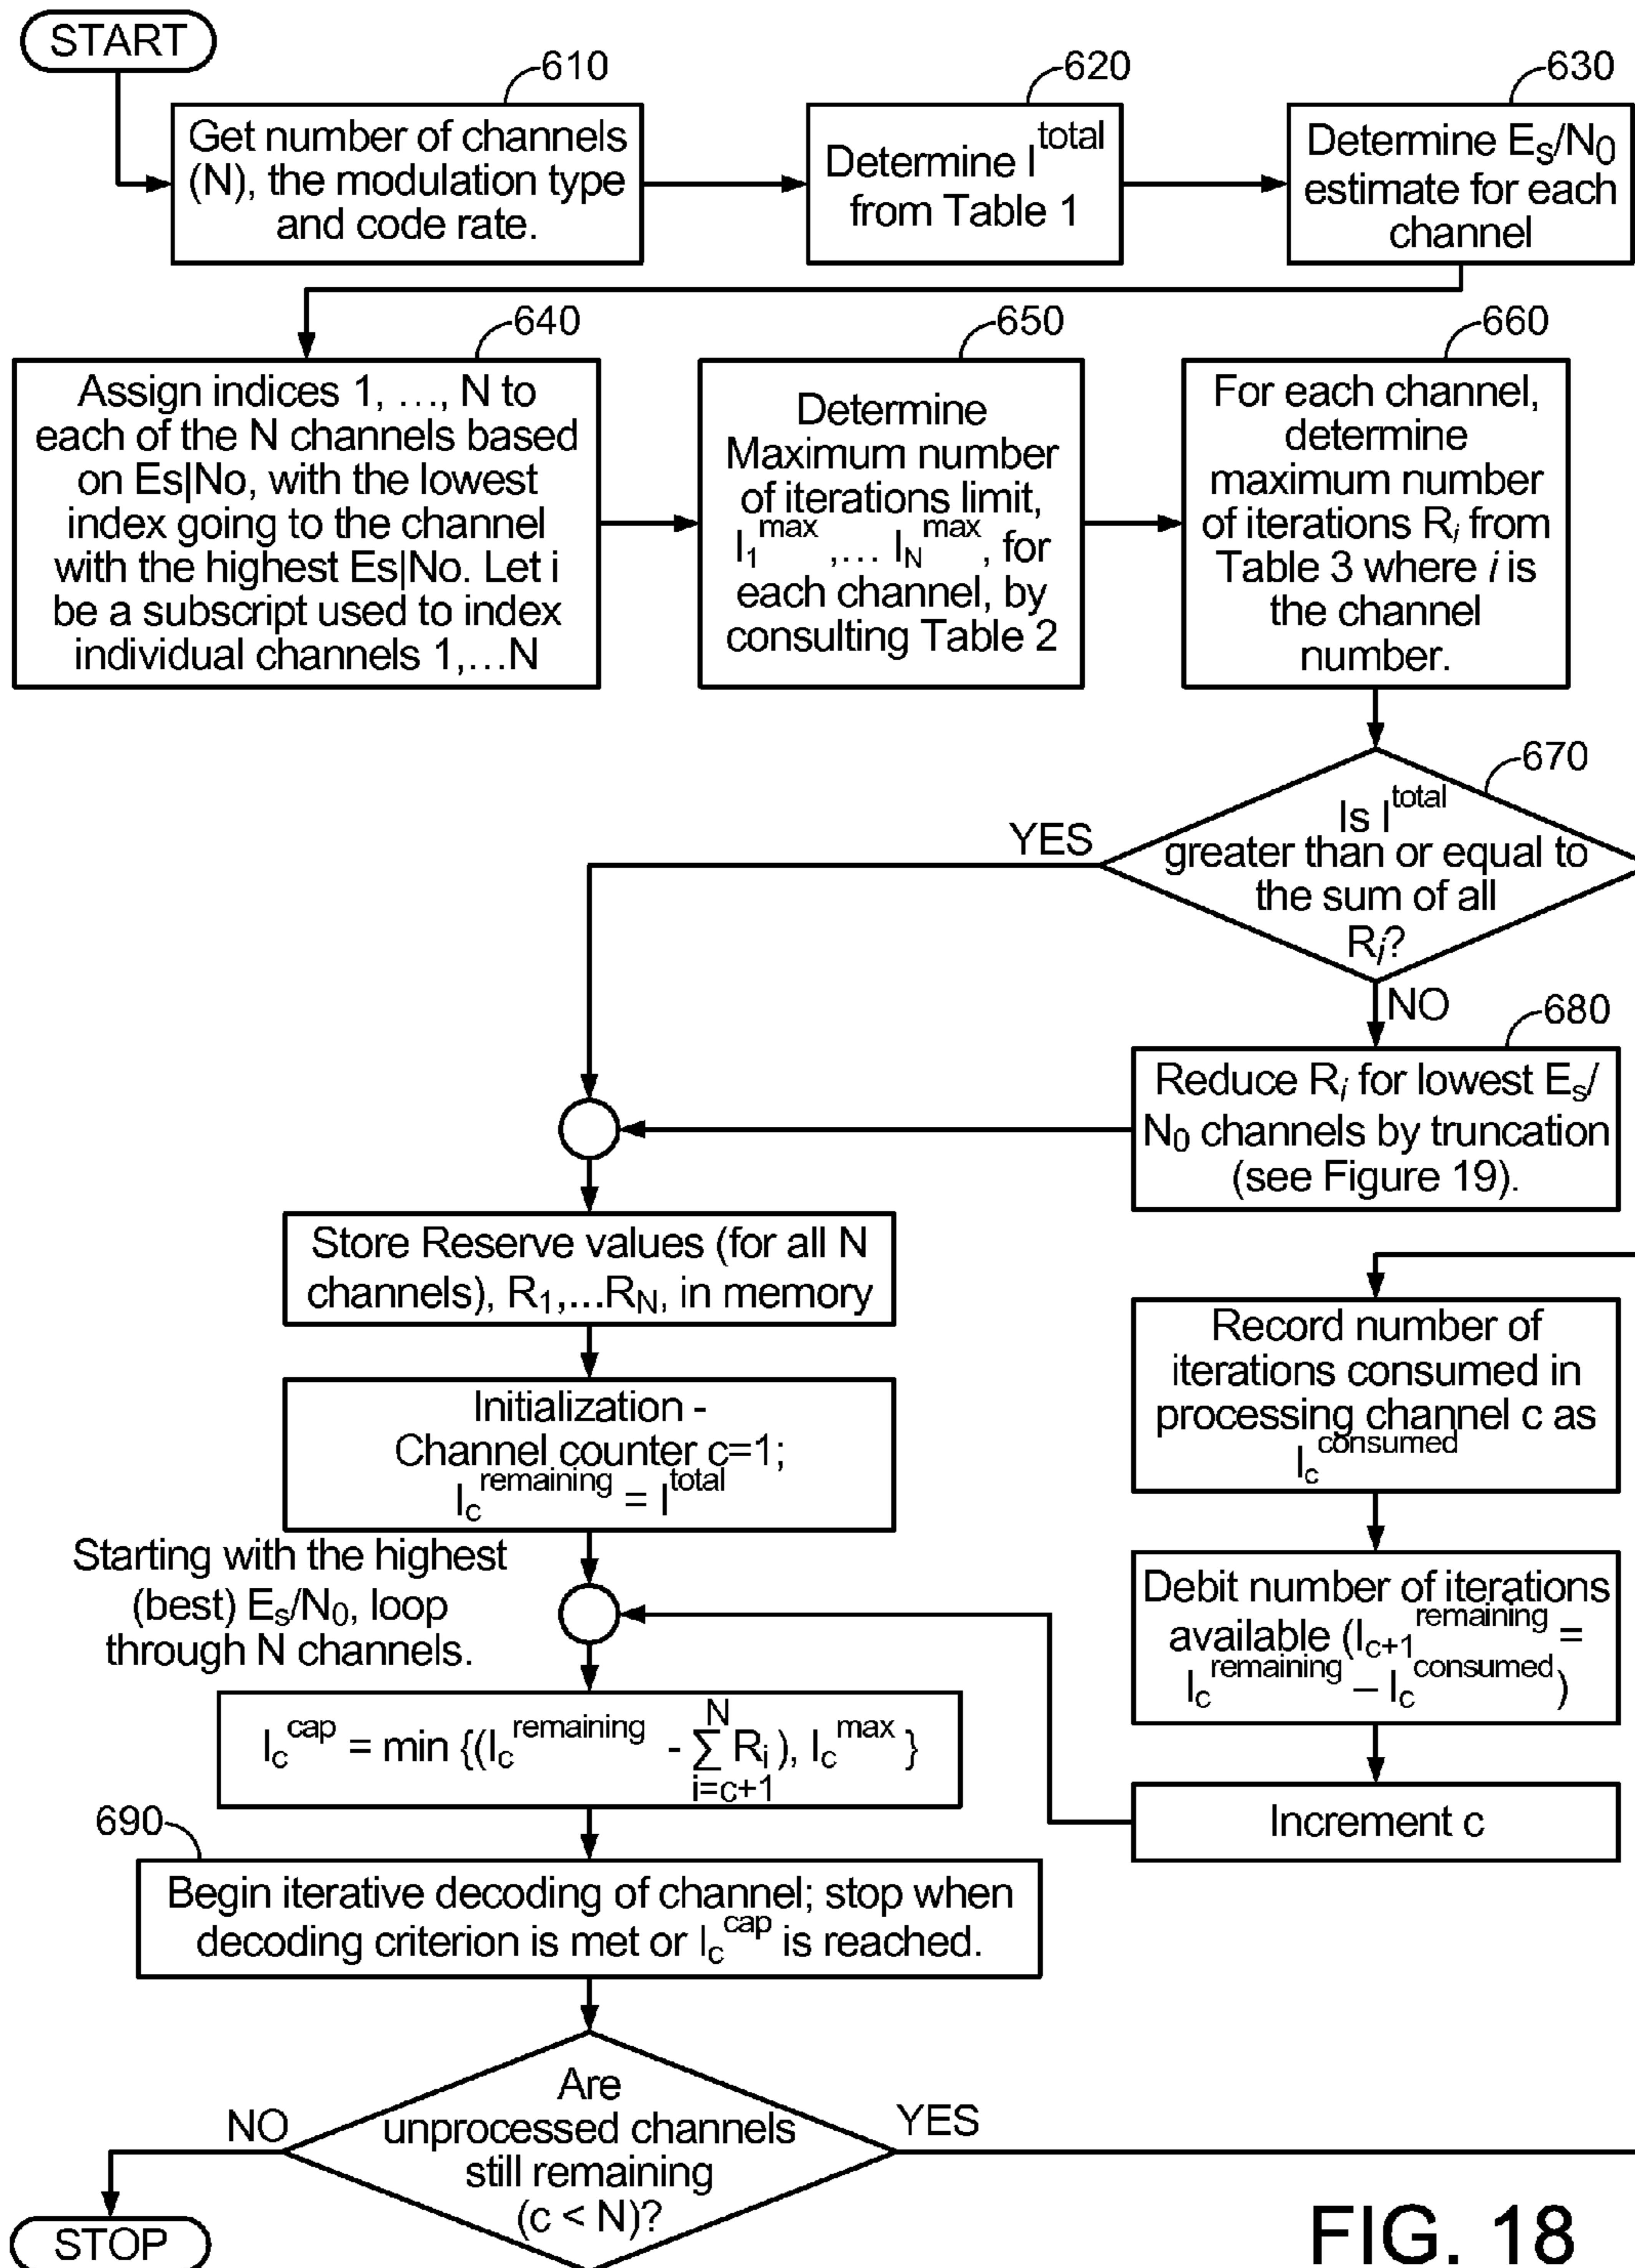 START
610
Get number of channels
(N), the modulation type
and code rate.
620
Determine I^total
from Table 1
630
Determine E_s/N_0
estimate for each
channel
640
Assign indices 1, ..., N to
each of the N channels based
on Es|No, with the lowest
index going to the channel
with the highest Es|No. Let i
be a subscript used to index
individual channels 1,...N
650
Determine
Maximum number
of iterations limit,
I_1^max ,... I_N^max, for
each channel, by
consulting Table 2
660
For each channel,
determine
maximum number
of iterations R_i from
Table 3 where i is
the channel
number.
670
Is I^total
greater than or equal to
the sum of all
R_i?
YES
NO
680
Reduce R_i for lowest E_s/
N_0 channels by truncation
(see Figure 19).
Store Reserve values (for all N
channels), R_1,...R_N, in memory
Initialization -
Channel counter c=1;
I_c^remaining = I^total
Starting with the highest
(best) E_s/N_0, loop
through N channels.
I_c^cap = min {(I_c^remaining - ∑_{i=c+1}^N R_i), I_c^max }
690
Begin iterative decoding of channel; stop when
decoding criterion is met or I_c^cap is reached.
Are
unprocessed channels
still remaining
(c < N)?
NO
YES
STOP
Record number of
iterations consumed in
processing channel c as
I_c^consumed
Debit number of iterations
available (I_{c+1}^remaining =
I_c^remaining – I_c^consumed)
Increment c
FIG. 18